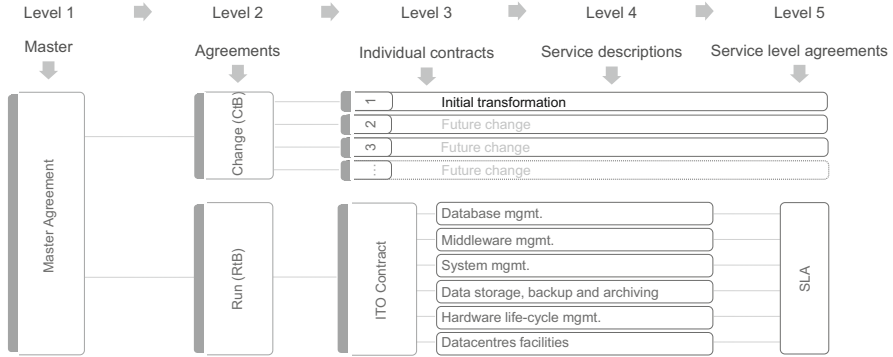 Level 1
Level 2
Level 3
Level 4
Level 5
Master
Agreements
Individual contracts
Service descriptions
Service level agreements
Master Agreement
Change (CtB)
1
Initial transformation
2
Future change
3
Future change
...
Future change
Run (RtB)
ITO Contract
Database mgmt.
Middleware mgmt.
System mgmt.
Data storage, backup and archiving
Hardware life-cycle mgmt.
Datacentres facilities
SLA